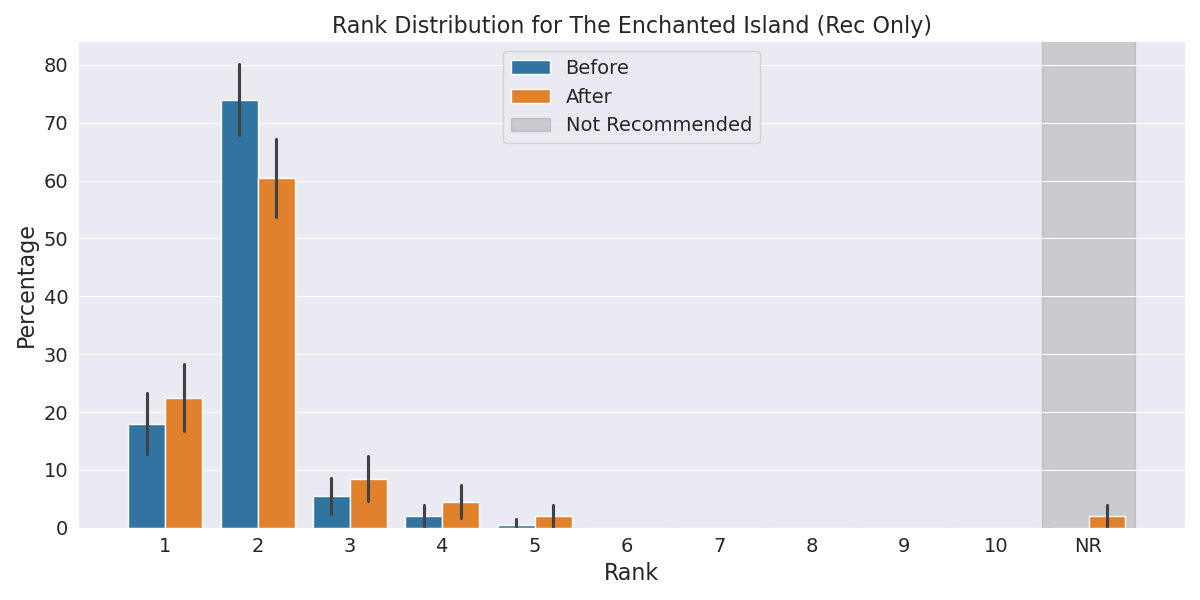 Rank Distribution for The Enchanted Island (Rec Only)
Before
After
Not Recommended
Percentage
80
70
60
50
40
30
20
10
0
1 2 3 4 5 6 7 8 9 10 NR
Rank